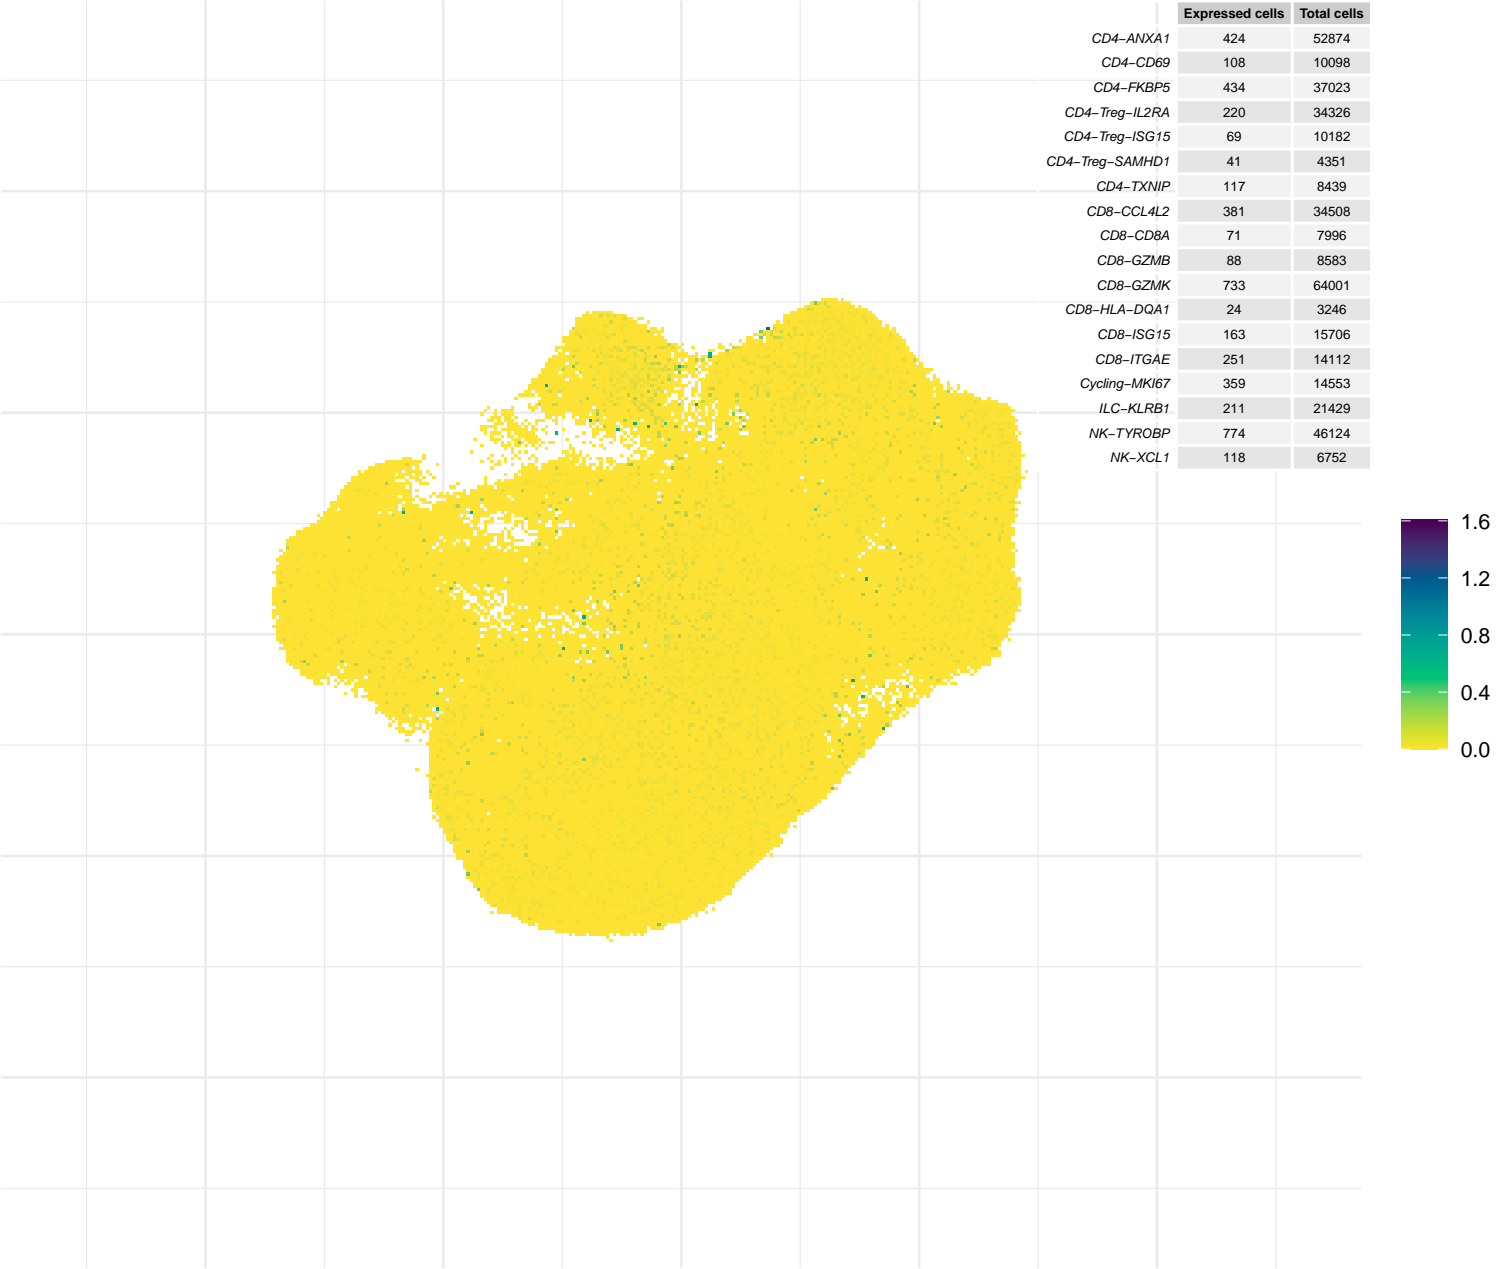 Expressed cells Total cells
CD4−ANXA1 424 52874
CD4−CD69 108 10098
CD4−FKBP5 434 37023
CD4−Treg−IL2RA 220 34326
CD4−Treg−ISG15 69 10182
CD4−Treg−SAMHD1 41 4351
CD4−TXNIP 117 8439
CD8−CCL4L2 381 34508
CD8−CD8A 71 7996
CD8−GZMB 88 8583
CD8−GZMK 733 64001
CD8−HLA−DQA1 24 3246
CD8−ISG15 163 15706
CD8−ITGAE 251 14112
Cycling−MKI67 359 14553
ILC−KLRB1 211 21429
NK−TYROBP 774 46124
NK−XCL1 118 6752
1.6
1.2
0.8
0.4
0.0